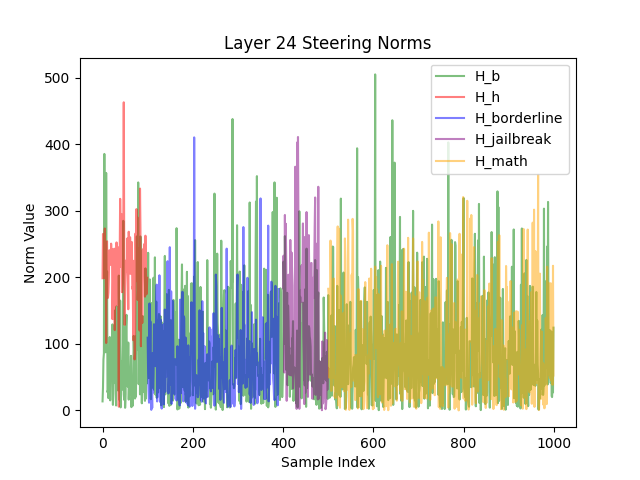 Layer 24 Steering Norms
H_b
H_h
H_borderline
H_jailbreak
H_math
Norm Value
500
400
300
200
100
0
0
200
400
600
800
1000
Sample Index